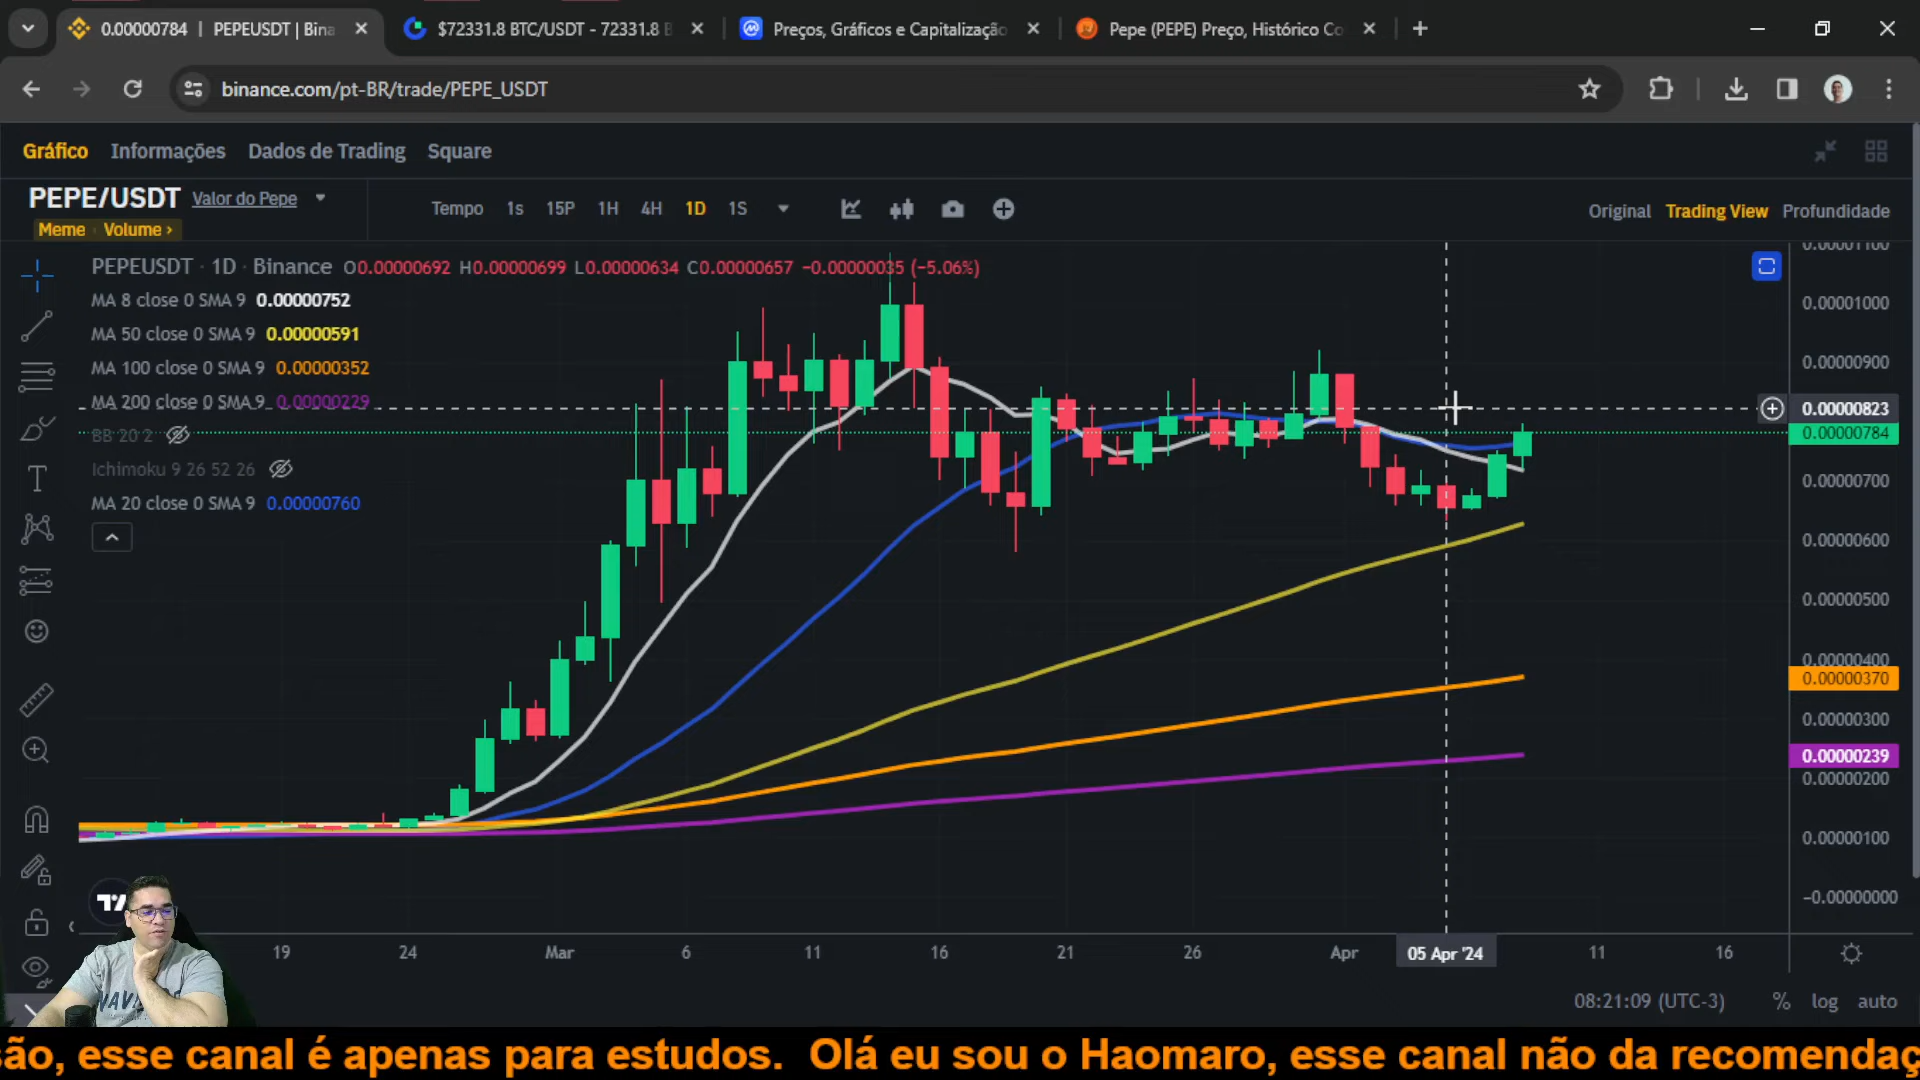 0.00000784 | PEPEUSDT | Bina
$72331.8 BTC/USDT - 72331.8 B
Preços, Gráficos e Capitalização
Pepe (PEPE) Preço, Histórico Co
binance.com/pt-BR/trade/PEPE_USDT
Gráfico Informações Dados de Trading Square
PEPE/USDT Valor do Pepe
Meme Volume ›
Tempo 1s 15P 1H 4H 1D 1S
Original Trading View Profundidade
PEPEUSDT · 1D · Binance O0.00000692 H0.00000699 L0.00000634 C0.00000657 −0.00000035 (−5.06%)
MA 8 close 0 SMA 9 0.00000752
MA 50 close 0 SMA 9 0.00000591
MA 100 close 0 SMA 9 0.00000352
MA 200 close 0 SMA 9 0.00000229
BB 20 2
Ichimoku 9 26 52 26
MA 20 close 0 SMA 9 0.00000760
0.00001100
0.00001000
0.00000900
0.00000823
0.00000784
0.00000700
0.00000600
0.00000500
0.00000400
0.00000370
0.00000300
0.00000239
0.00000200
0.00000100
−0.00000000
19 24 Mar 6 11 16 21 26 Apr 05 Apr '24 11 16
08:21:09 (UTC-3) % log auto
são, esse canal é apenas para estudos. Olá eu sou o Haomaro, esse canal não da recomendaç